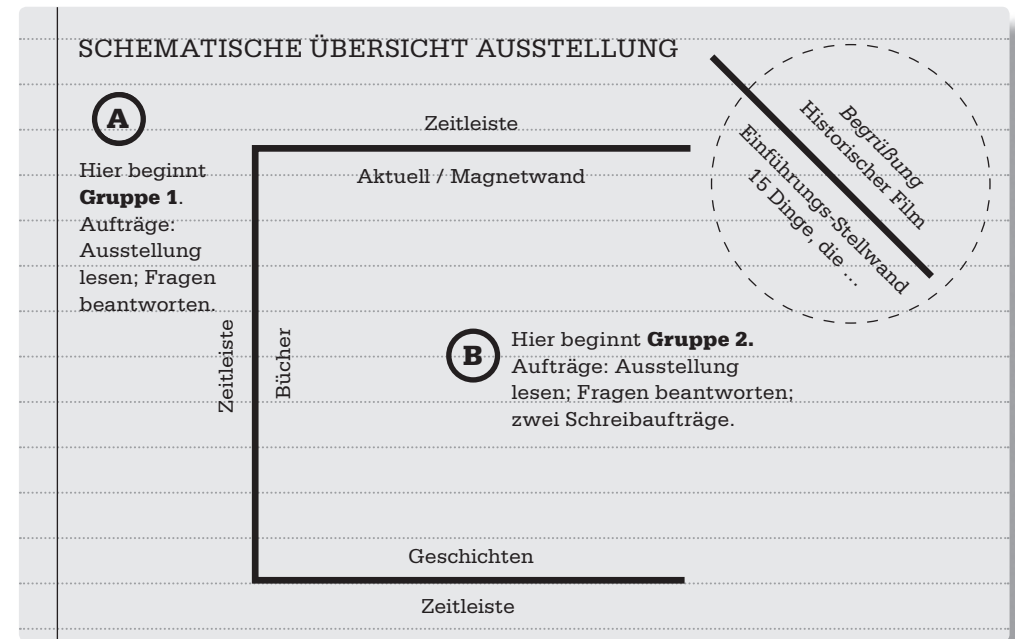 SCHEMATISCHE ÜBERSICHT AUSSTELLUNG
A
Hier beginnt
Gruppe 1.
Aufträge:
Ausstellung
lesen; Fragen
beantworten.
Zeitleiste
Aktuell / Magnetwand
Begrüßung
Historischer Film
Einführungs-Stellwand
15 Dinge, die ...
Zeitleiste
Bücher
B
Hier beginnt Gruppe 2.
Aufträge: Ausstellung
lesen; Fragen beantworten;
zwei Schreibaufträge.
Geschichten
Zeitleiste